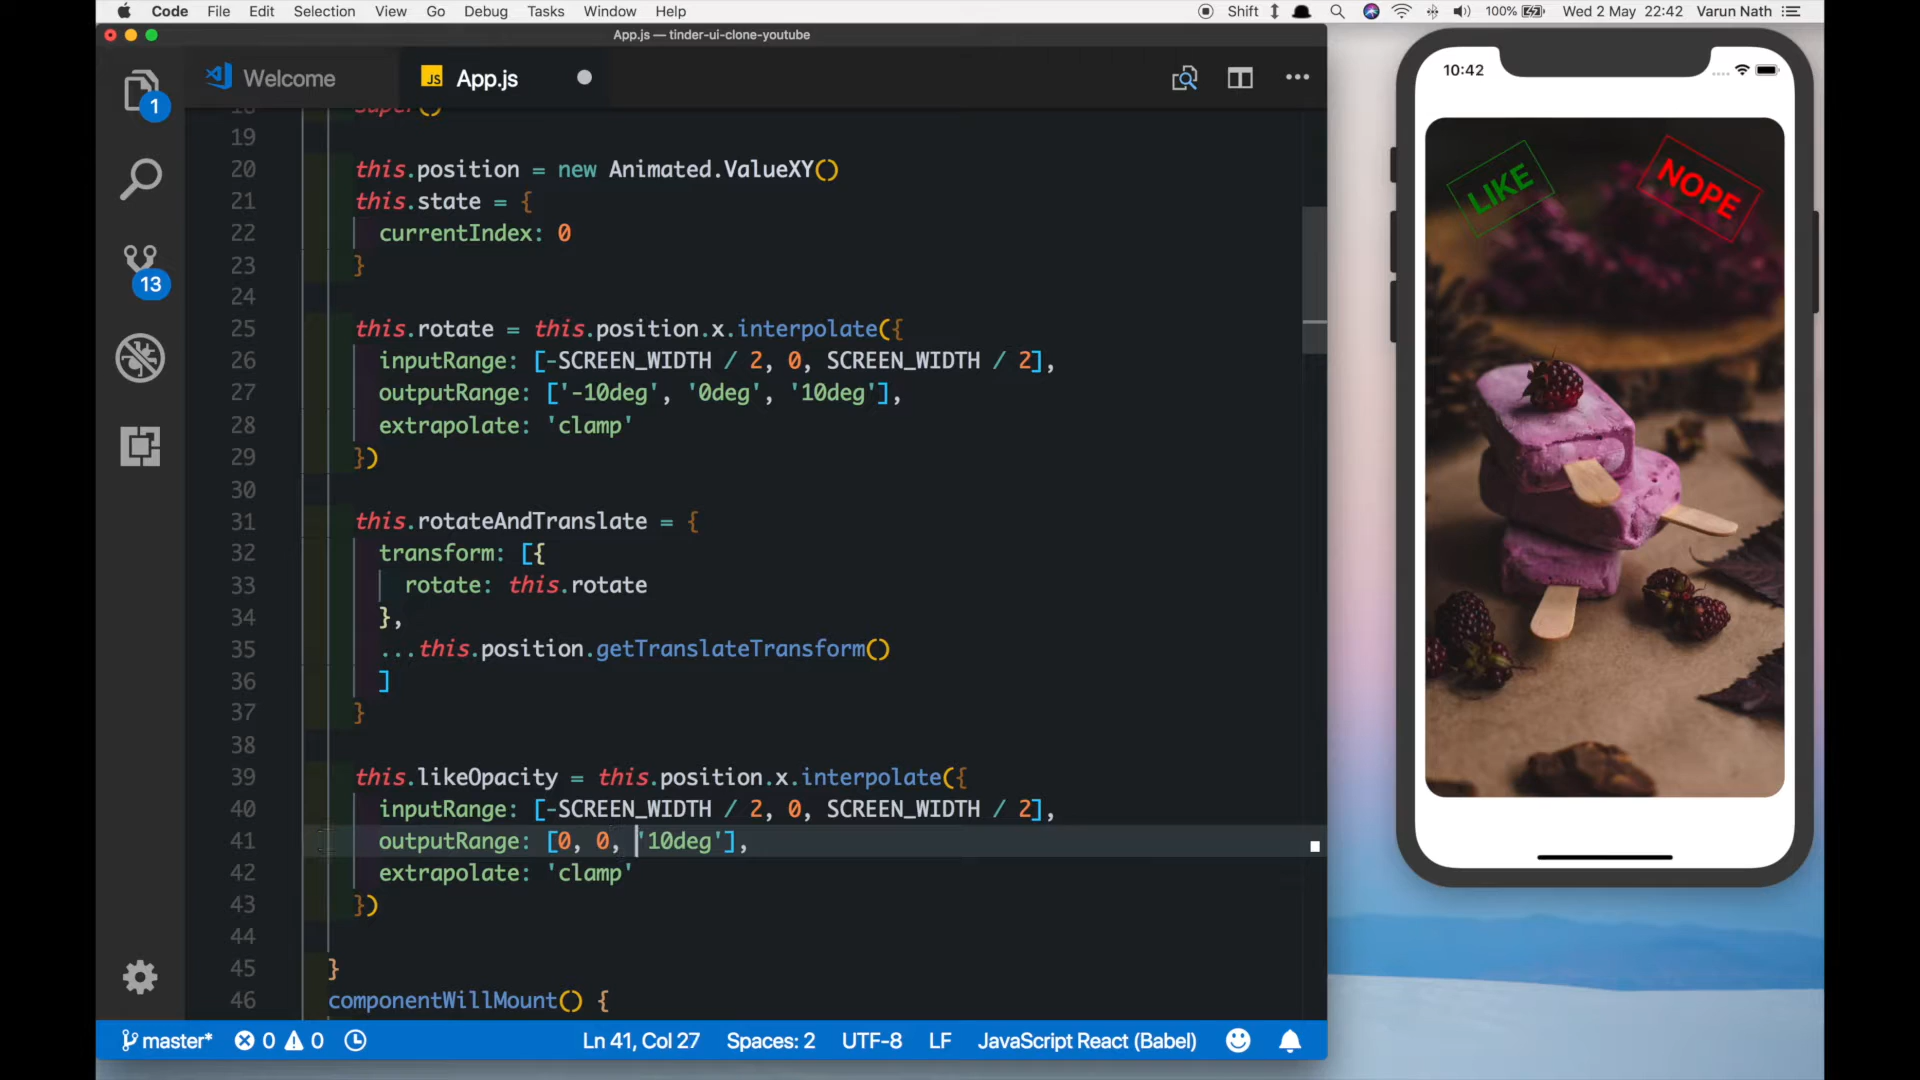 Code File Edit Selection View Go Debug Tasks Window Help Shift 100% Wed 2 May 22:42 Varun Nath
App.js — tinder-ui-clone-youtube
Welcome JS App.js
1
13
18 super()
19
20 this.position = new Animated.ValueXY()
21 this.state = {
22 currentIndex: 0
23 }
24
25 this.rotate = this.position.x.interpolate({
26 inputRange: [-SCREEN_WIDTH / 2, 0, SCREEN_WIDTH / 2],
27 outputRange: ['-10deg', '0deg', '10deg'],
28 extrapolate: 'clamp'
29 })
30
31 this.rotateAndTranslate = {
32 transform: [{
33 rotate: this.rotate
34 },
35 ...this.position.getTranslateTransform()
36 ]
37 }
38
39 this.likeOpacity = this.position.x.interpolate({
40 inputRange: [-SCREEN_WIDTH / 2, 0, SCREEN_WIDTH / 2],
41 outputRange: [0, 0, '10deg'],
42 extrapolate: 'clamp'
43 })
44
45 }
46 componentWillMount() {
master* 0 0 Ln 41, Col 27 Spaces: 2 UTF-8 LF JavaScript React (Babel)
10:42
LIKE
NOPE